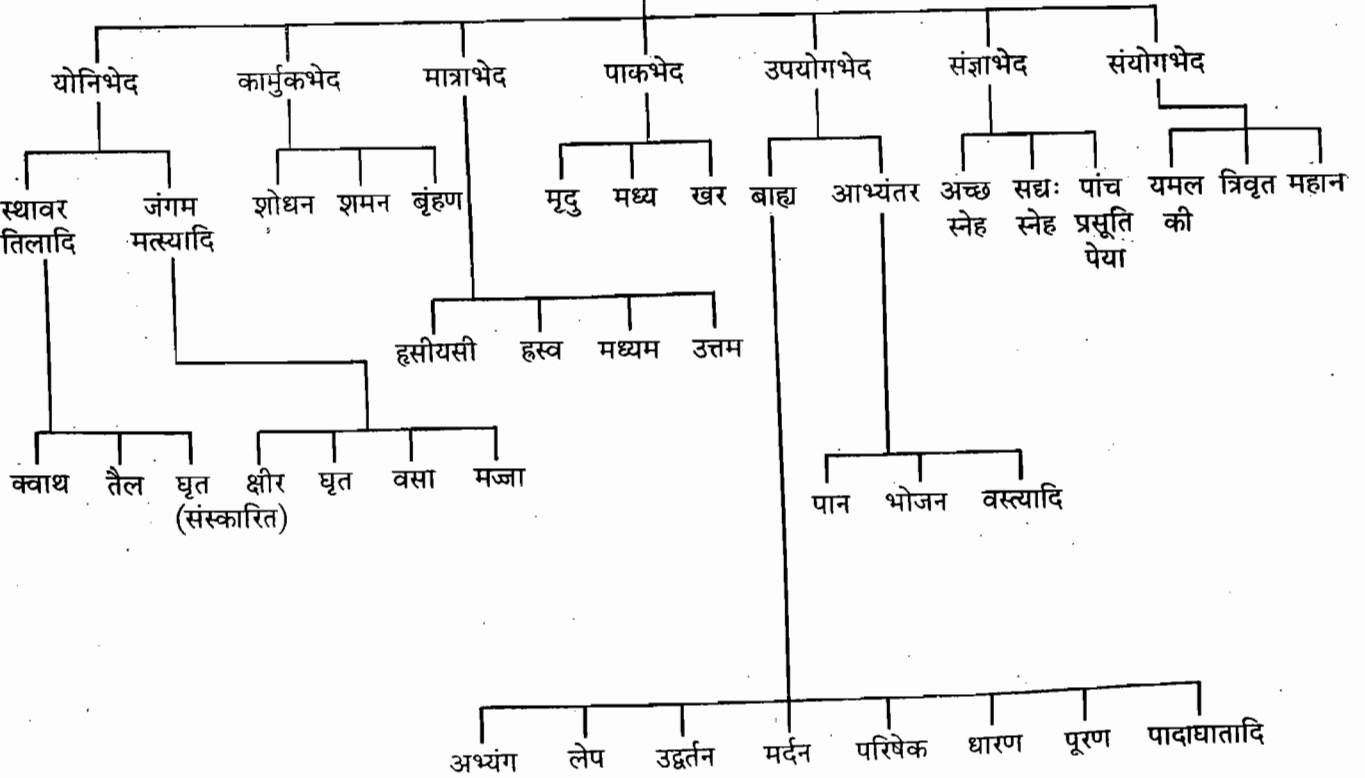 योनिभेद कार्मुकभेद मात्राभेद पाकभेद उपयोगभेद संज्ञाभेद संयोगभेद
स्थावर जंगम शोधन शमन बृंहण मृदु मध्य खर बाह्य आभ्यंतर अच्छ सद्यः पांच यमल त्रिवृत महान
तिलादि मत्स्यादि स्नेह स्नेह प्रसूति की
पेया
हृसीयसी ह्रस्व मध्यम उत्तम
क्वाथ तैल घृत क्षीर घृत वसा मज्जा
(संस्कारित)
पान भोजन वस्त्यादि
अभ्यंग लेप उद्वर्तन मर्दन परिषेक धारण पूरण पादाघातादि